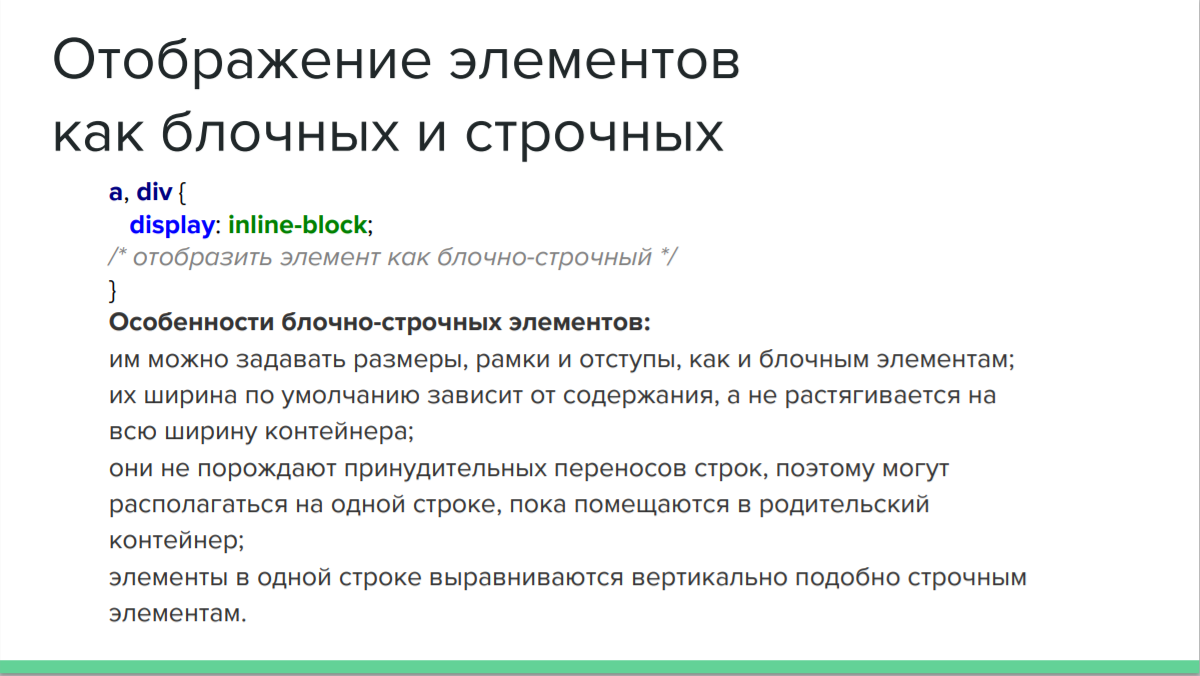 Отображение элементов
как блочных и строчных
a, div {
display: inline-block;
/* отобразить элемент как блочно-строчный */
}
Особенности блочно-строчных элементов:
им можно задавать размеры, рамки и отступы, как и блочным элементам;
их ширина по умолчанию зависит от содержания, а не растягивается на
всю ширину контейнера;
они не порождают принудительных переносов строк, поэтому могут
располагаться на одной строке, пока помещаются в родительский
контейнер;
элементы в одной строке выравниваются вертикально подобно строчным
элементам.